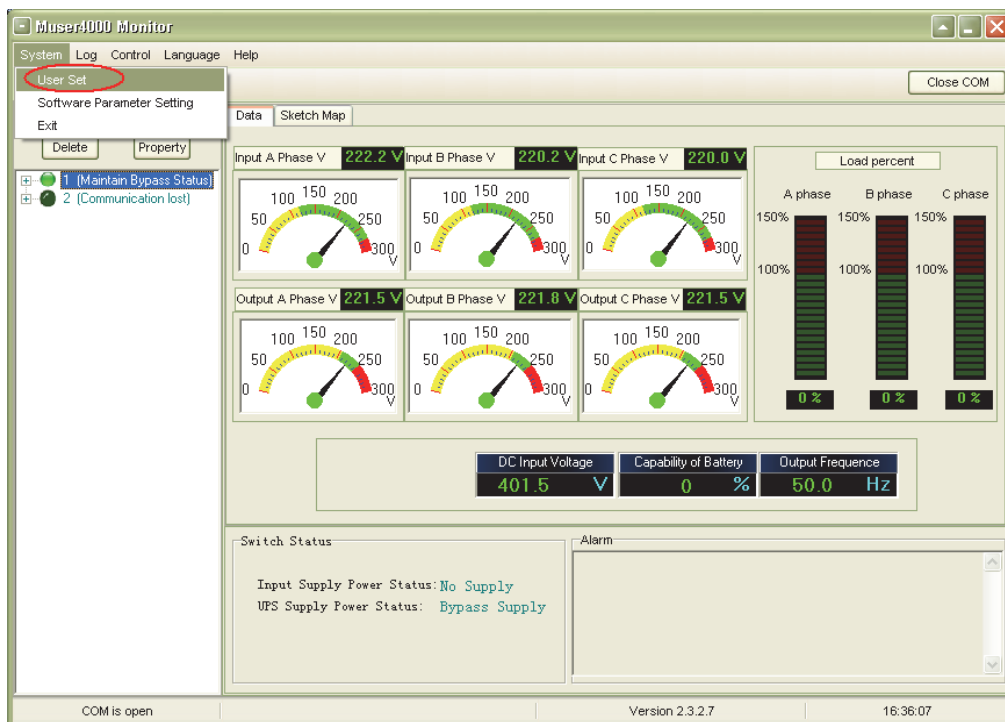 Muser4000 Monitor
System Log Control Language Help
User Set
Software Parameter Setting
Exit
Close COM
Delete Property
Data Sketch Map
1 (Maintain Bypass Status)
2 (Communication lost)
Input A Phase V 222.2 V Input B Phase V 220.2 V Input C Phase V 220.0 V
0 50 100 150 200 250 300 V
0 50 100 150 200 250 300 V
0 50 100 150 200 250 300 V
Output A Phase V 221.5 V Output B Phase V 221.8 V Output C Phase V 221.5 V
0 50 100 150 200 250 300 V
0 50 100 150 200 250 300 V
0 50 100 150 200 250 300 V
Load percent
A phase B phase C phase
150% 150% 150%
100% 100% 100%
0 % 0 % 0 %
DC Input Voltage Capability of Battery Output Frequence
401.5 V 0 % 50.0 Hz
Switch Status
Input Supply Power Status: No Supply
UPS Supply Power Status: Bypass Supply
Alarm
COM is open Version 2.3.2.7 16:36:07